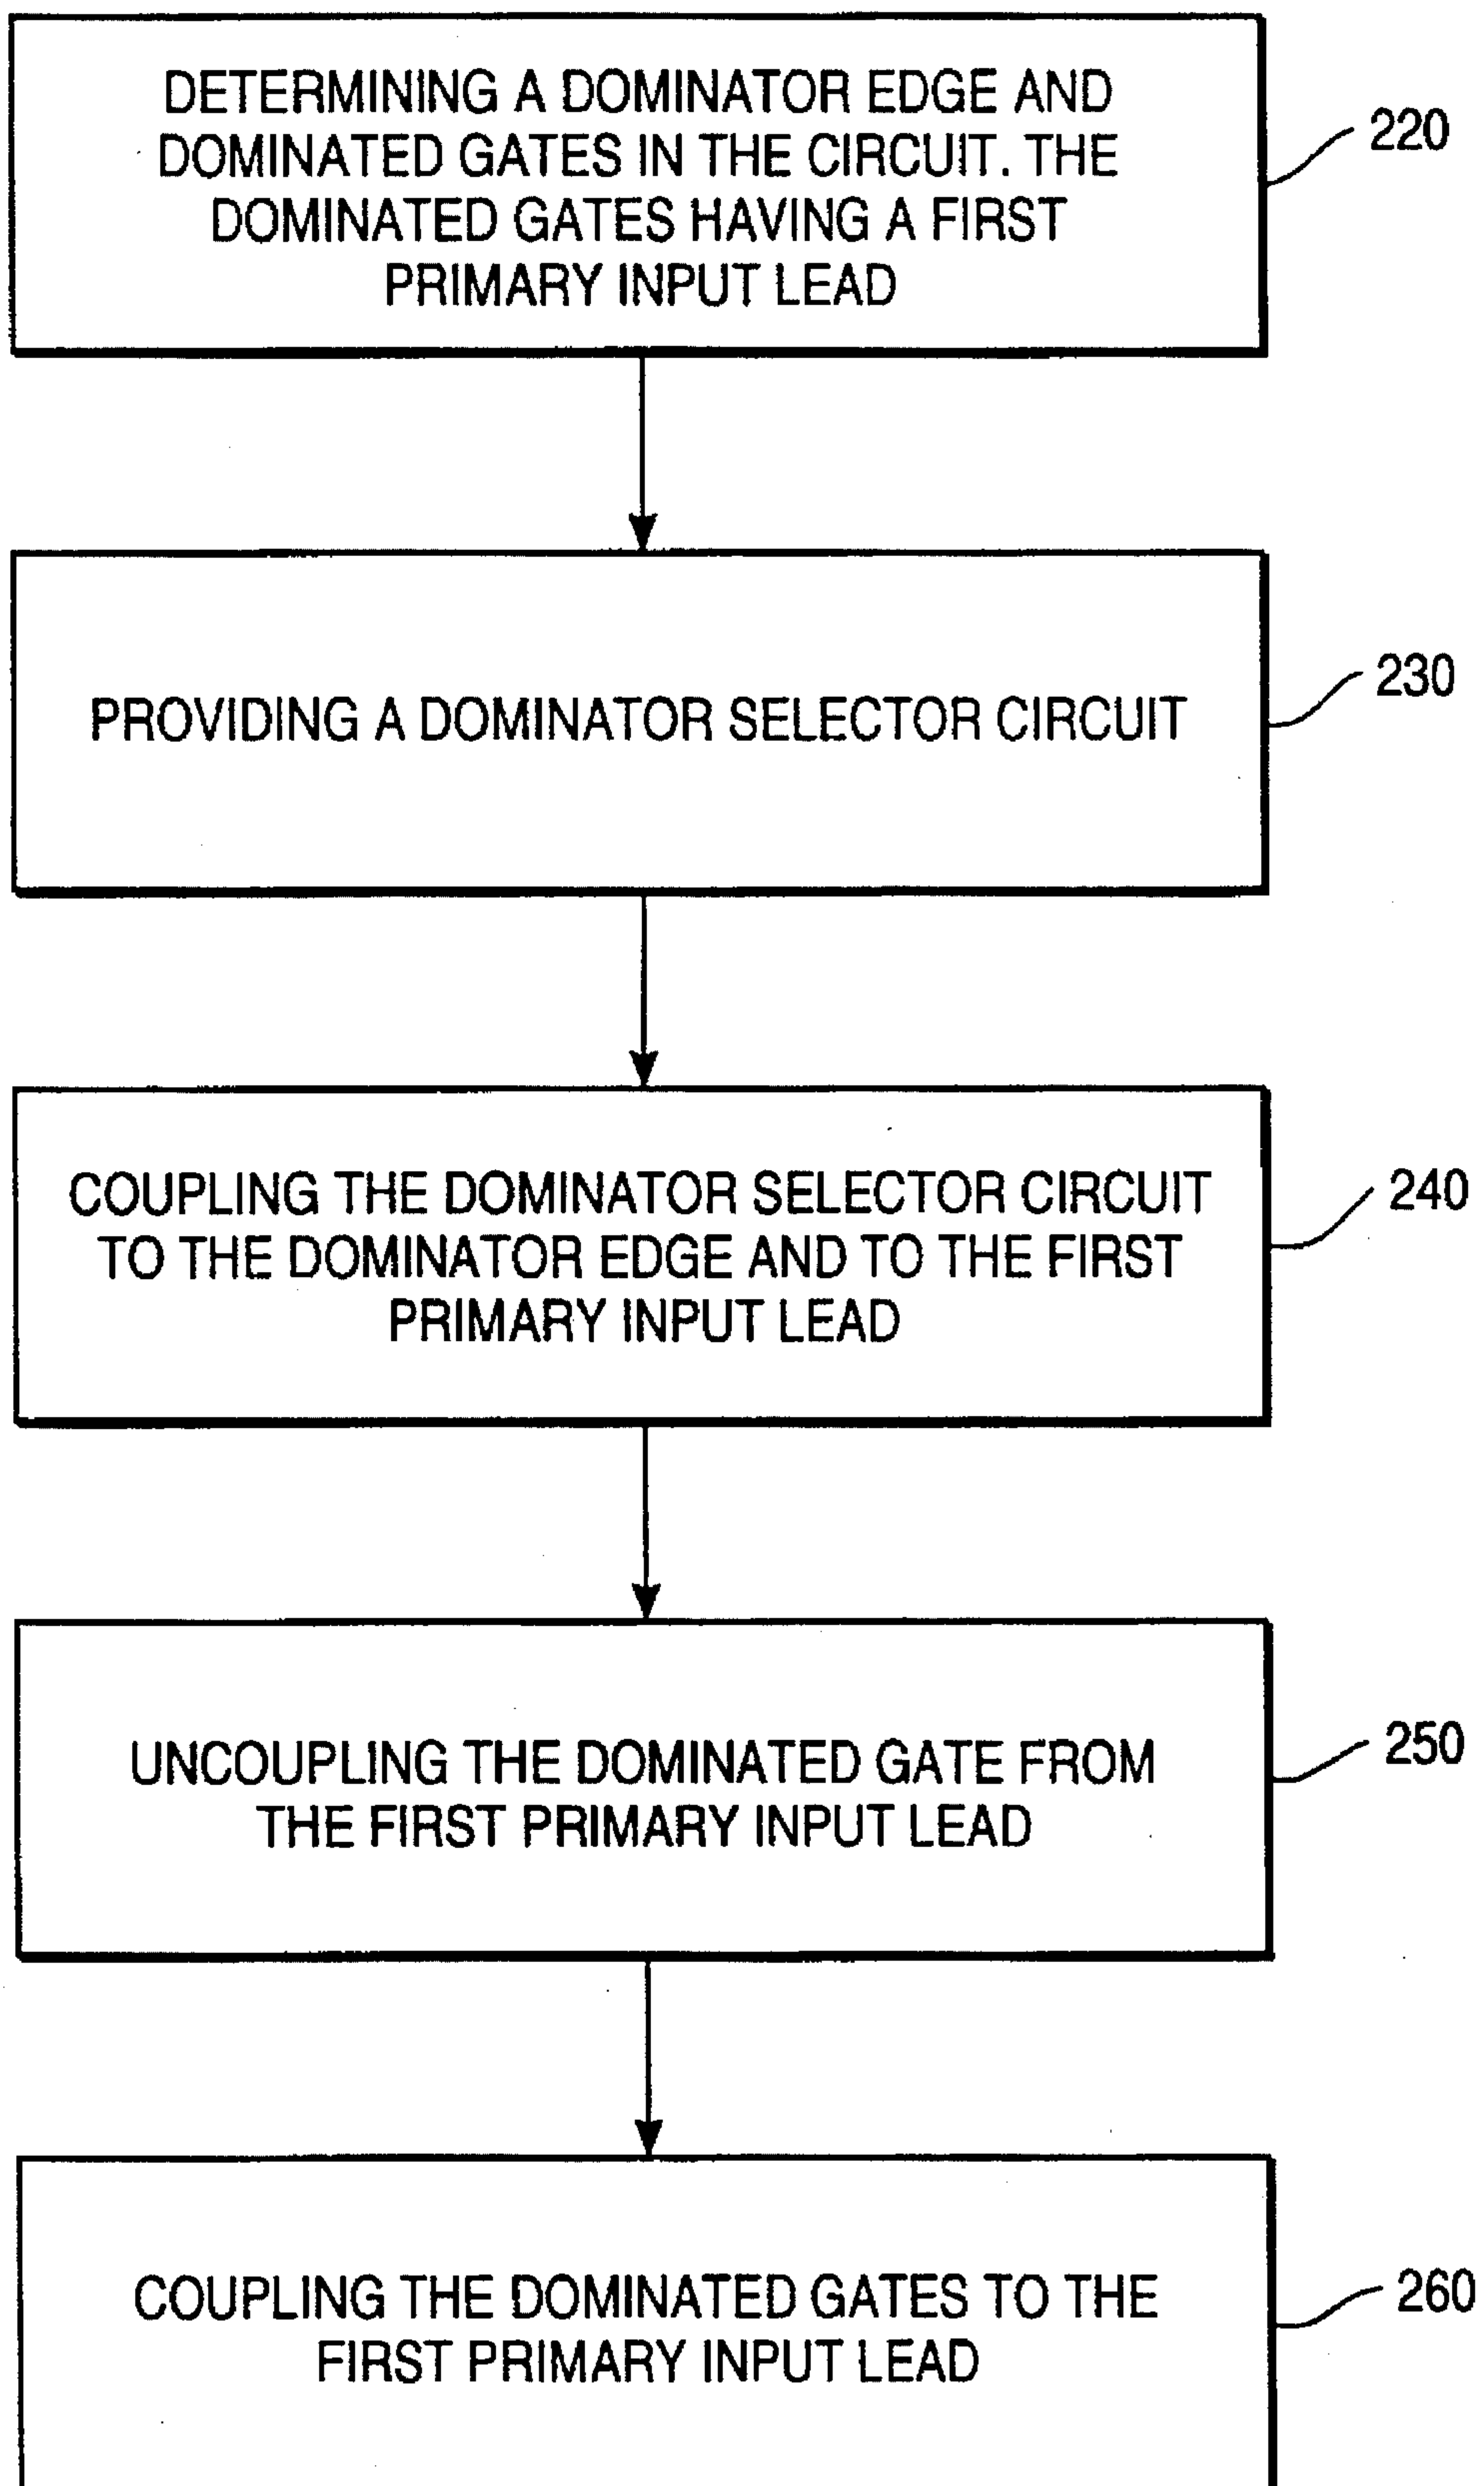 DETERMINING A DOMINATOR EDGE AND
DOMINATED GATES IN THE CIRCUIT. THE
DOMINATED GATES HAVING A FIRST
PRIMARY INPUT LEAD
220
PROVIDING A DOMINATOR SELECTOR CIRCUIT
230
COUPLING THE DOMINATOR SELECTOR CIRCUIT
TO THE DOMINATOR EDGE AND TO THE FIRST
PRIMARY INPUT LEAD
240
UNCOUPLING THE DOMINATED GATE FROM
THE FIRST PRIMARY INPUT LEAD
250
COUPLING THE DOMINATED GATES TO THE
FIRST PRIMARY INPUT LEAD
260